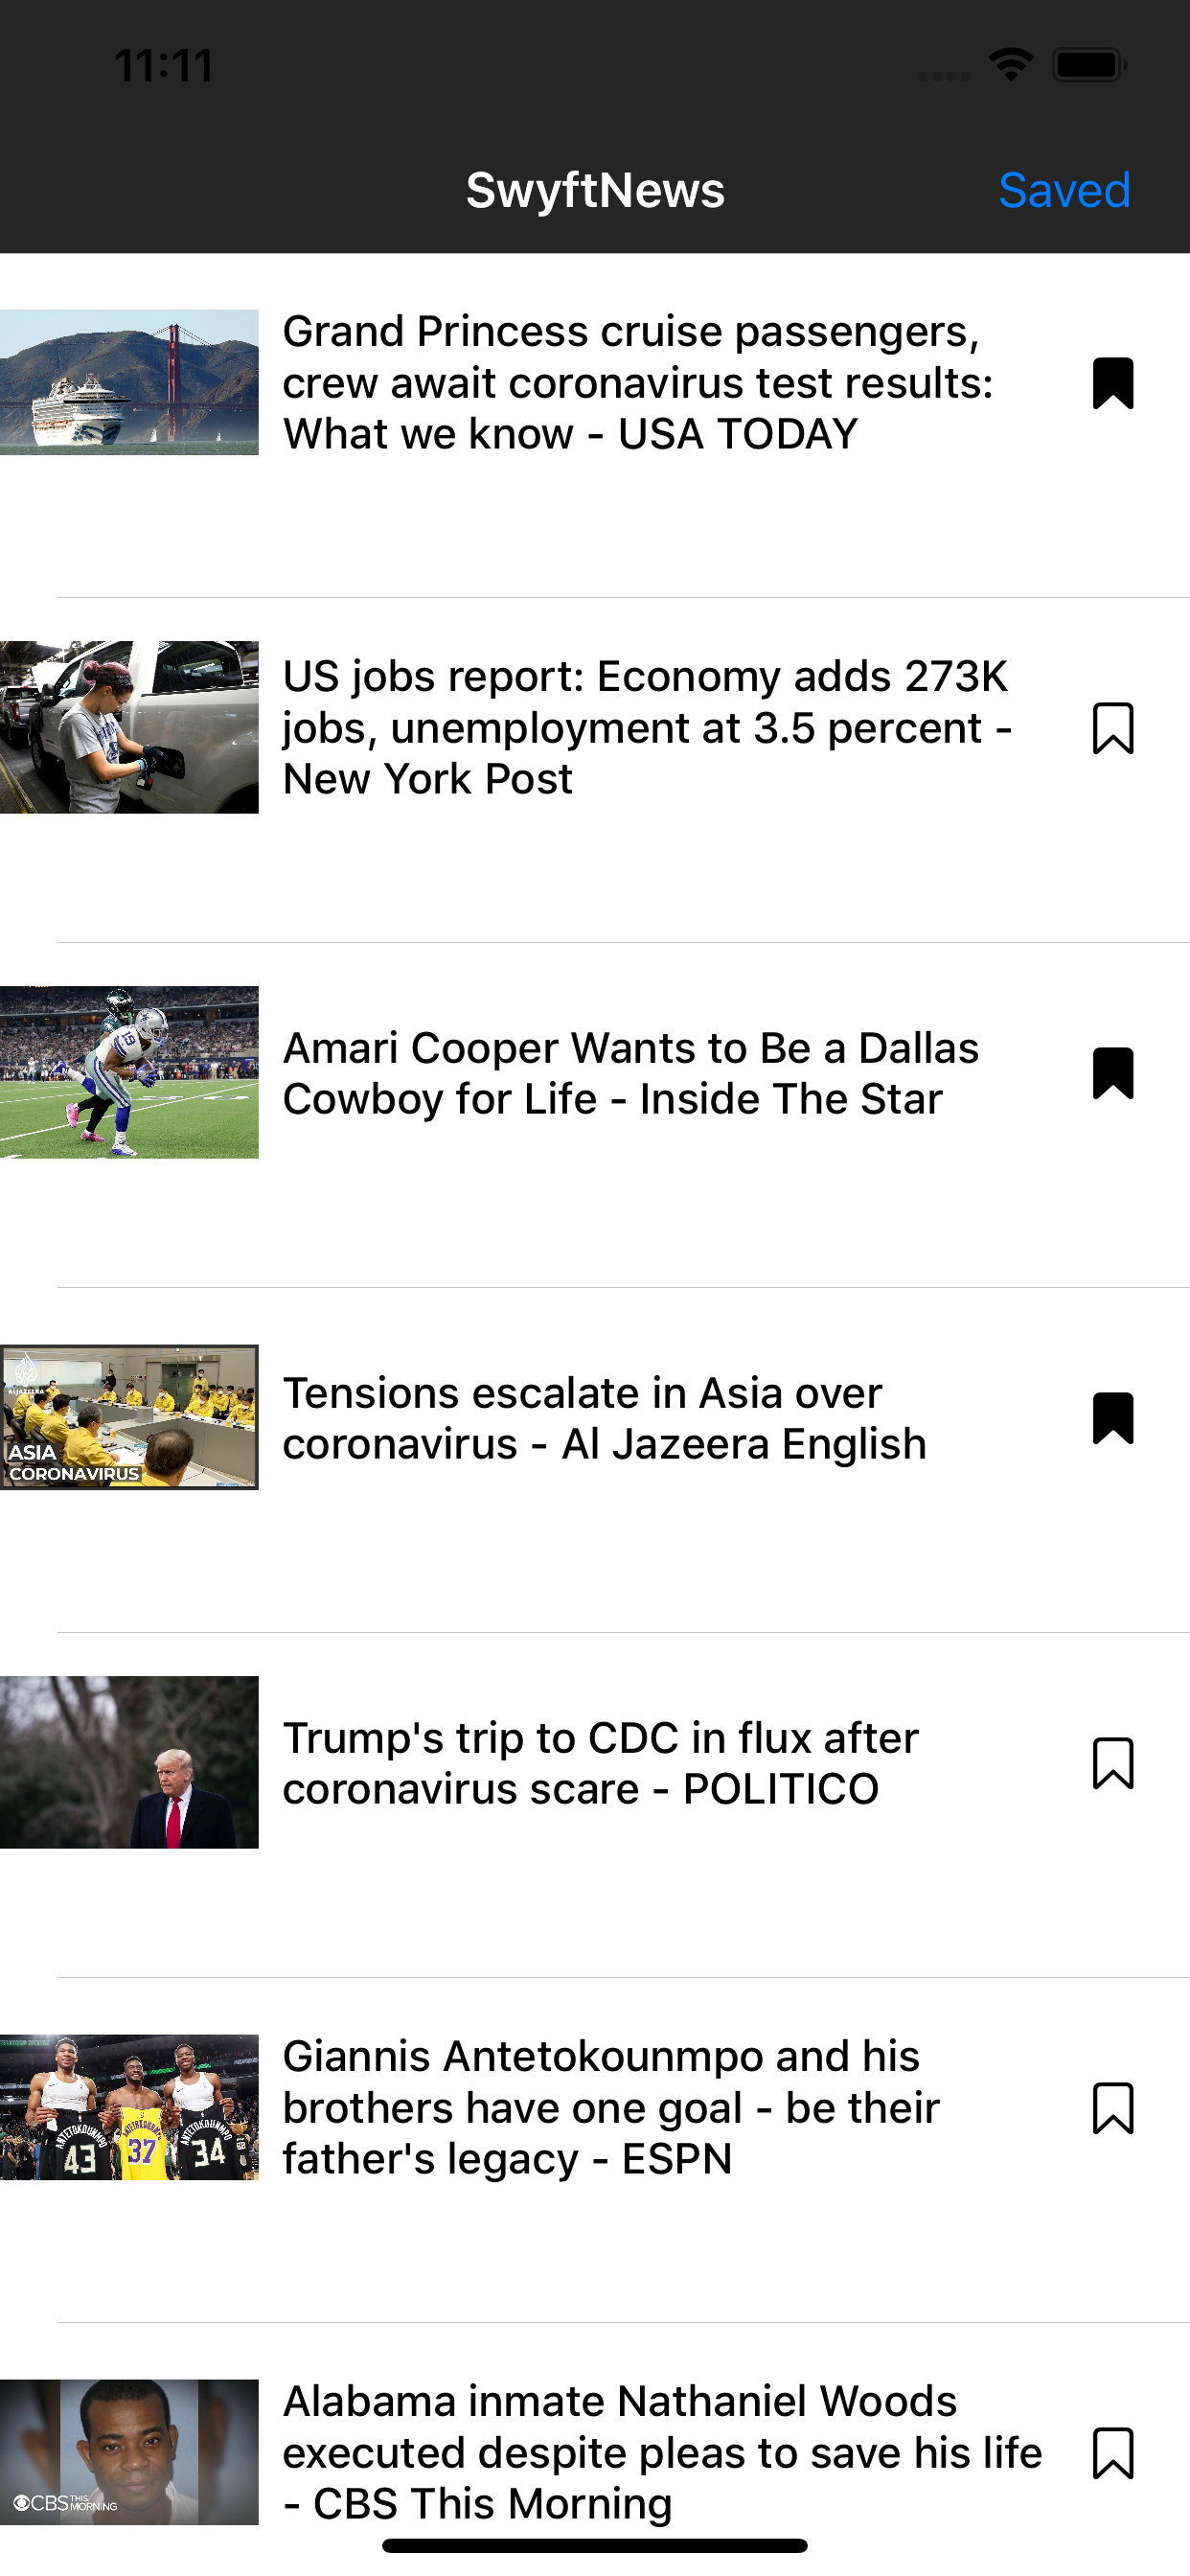 11:11
SwyftNews
Saved
Grand Princess cruise passengers,
crew await coronavirus test results:
What we know - USA TODAY
US jobs report: Economy adds 273K
jobs, unemployment at 3.5 percent -
New York Post
19
Amari Cooper Wants to Be a Dallas
Cowboy for Life - Inside The Star
ALJAZEERA
ASIA
CORONAVIRUS
Tensions escalate in Asia over
coronavirus - Al Jazeera English
Trump's trip to CDC in flux after
coronavirus scare - POLITICO
ANTETOKOUNMPO
43
ANTETOKOUNMPO
37
ANTETOKOUNMPO
34
Giannis Antetokounmpo and his
brothers have one goal - be their
father's legacy - ESPN
CBS THIS MORNING
Alabama inmate Nathaniel Woods
executed despite pleas to save his life
- CBS This Morning